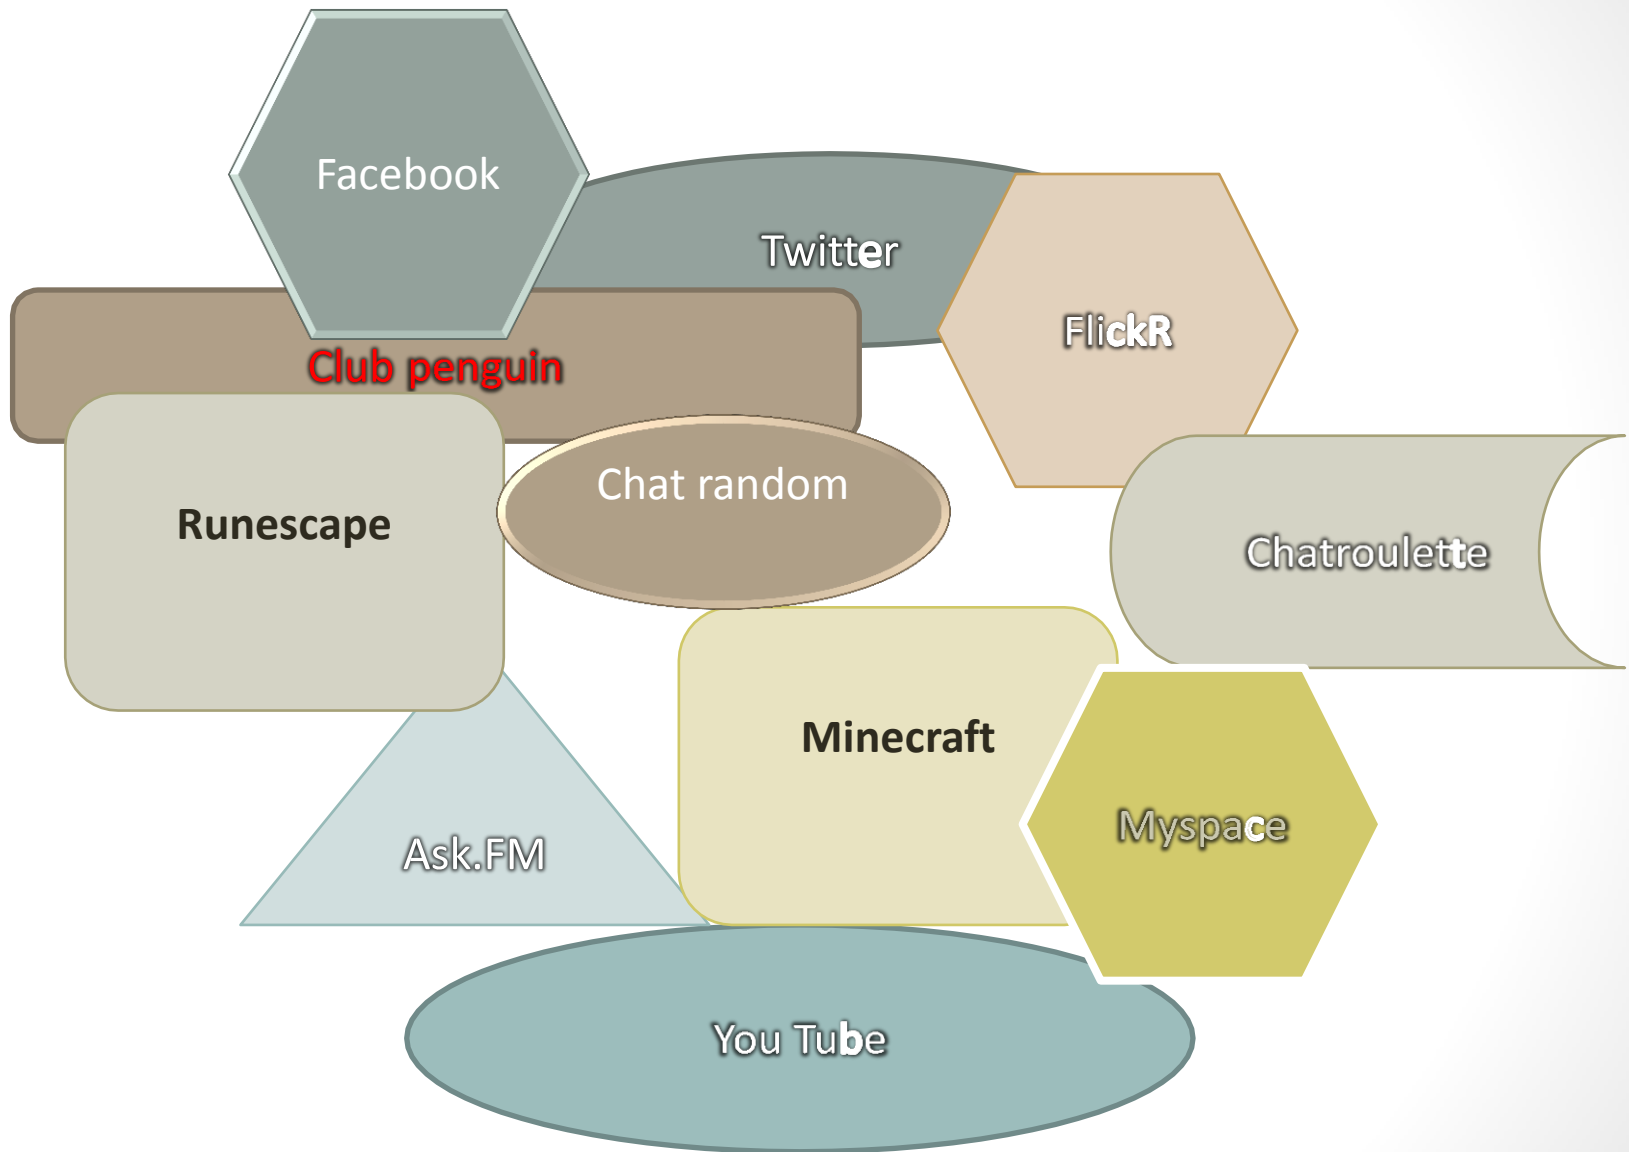 Facebook
Twitter
FlickR
Club penguin
Chat random
Runescape
Chatroulette
Minecraft
Myspace
Ask.FM
You Tube